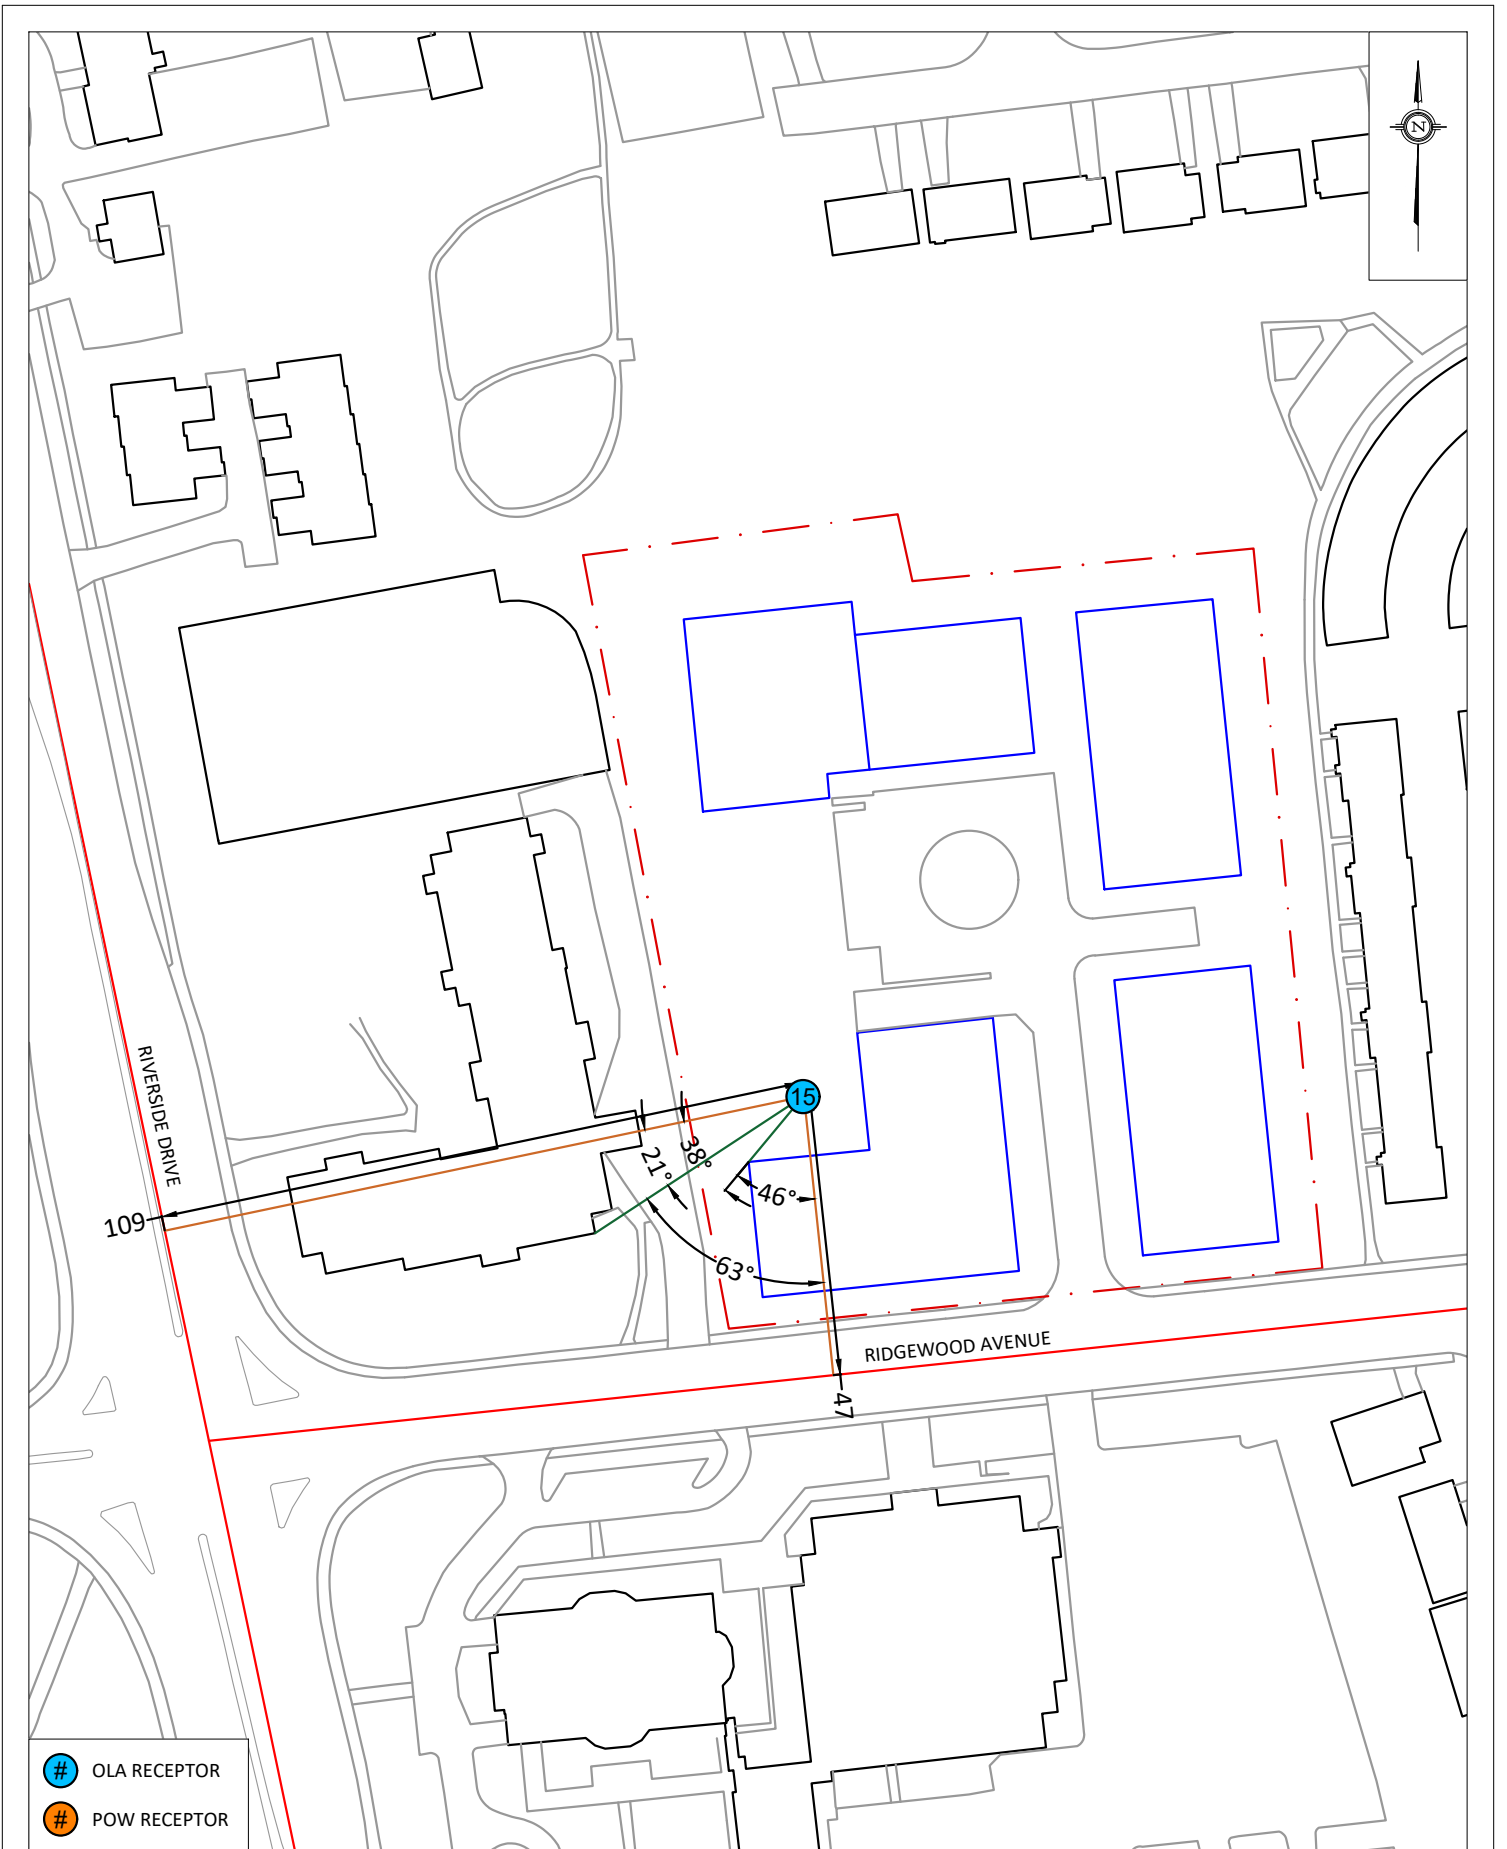 N
15
38°
21°
46°
63°
109
47
RIVERSIDE DRIVE
RIDGEWOOD AVENUE
# OLA RECEPTOR
# POW RECEPTOR